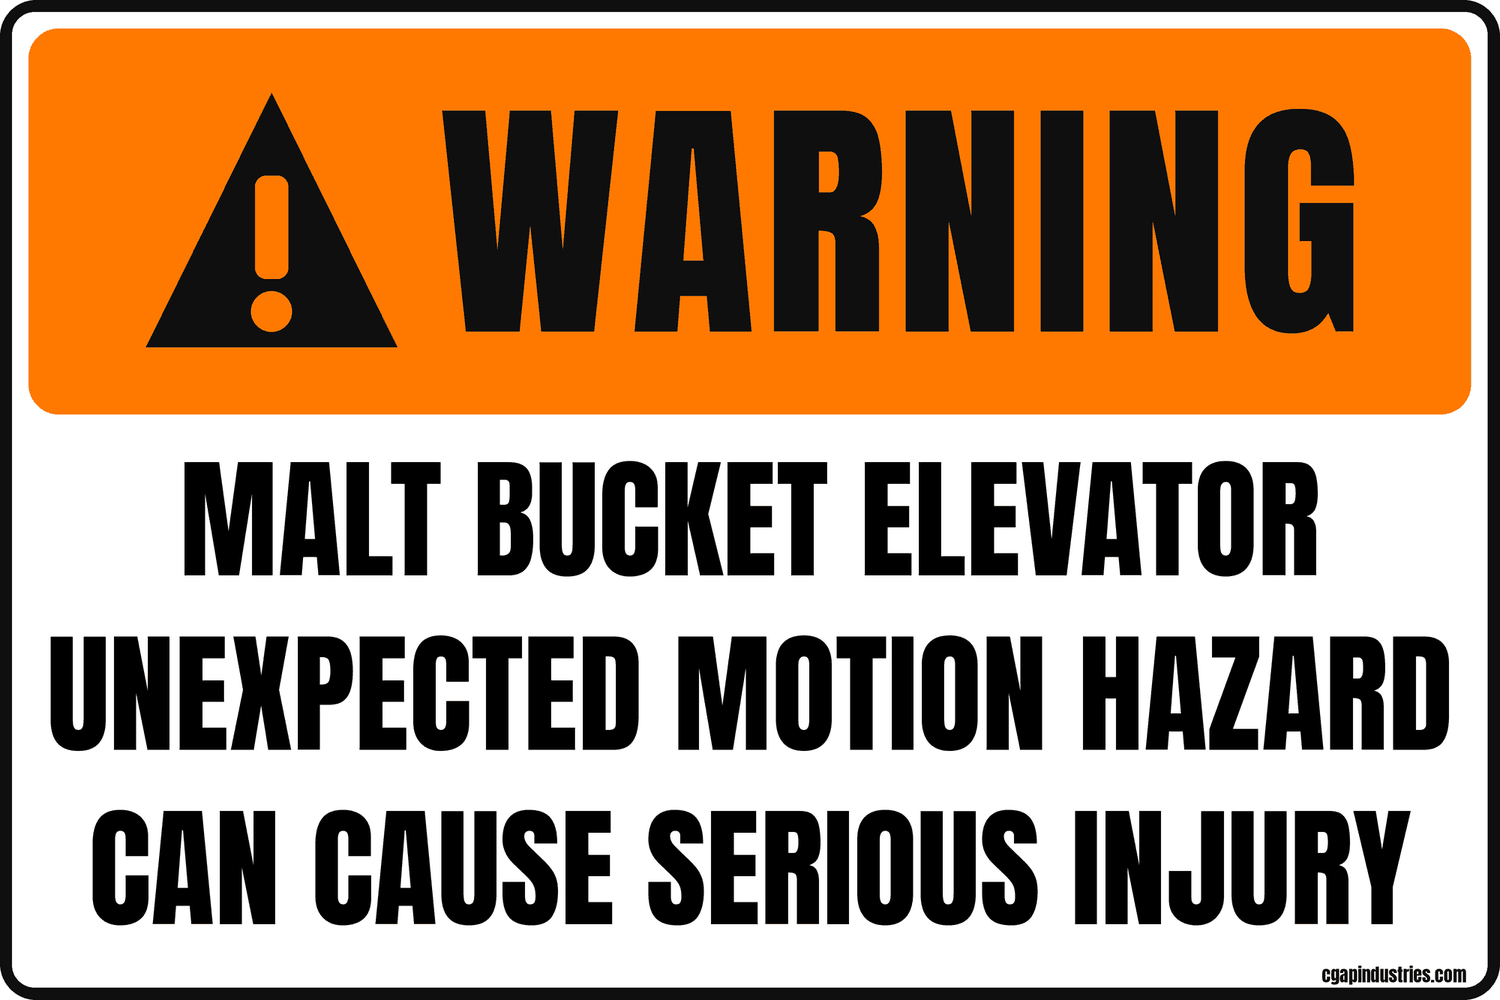 WARNING
MALT BUCKET ELEVATOR
UNEXPECTED MOTION HAZARD
CAN CAUSE SERIOUS INJURY
cgapindustries.com